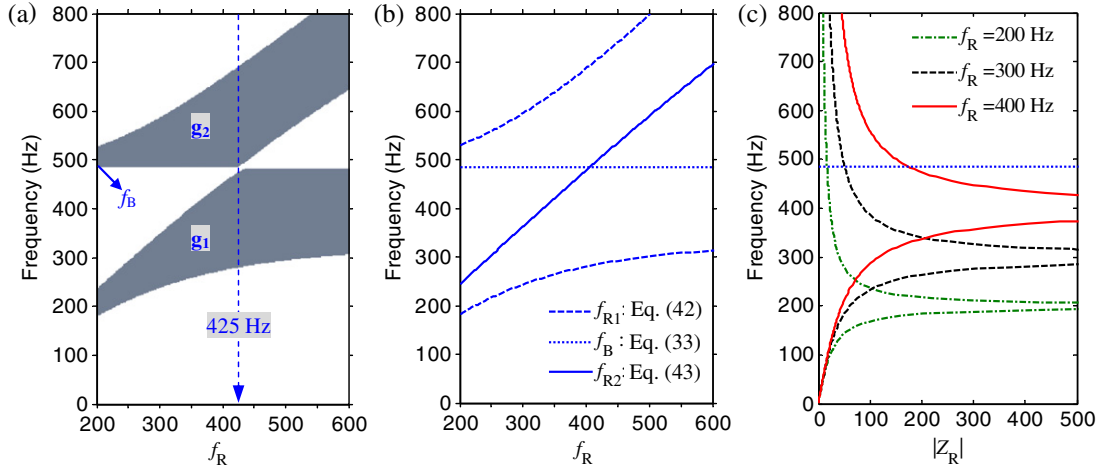 (a)
Frequency (Hz)
800
700
600
500
400
300
200
100
0
g2
fB
g1
425 Hz
200 300 400 500 600
fR
(b)
Frequency (Hz)
800
700
600
500
400
300
200
100
0
fR1: Eq. (42)
fB : Eq. (33)
fR2: Eq. (43)
200 300 400 500 600
fR
(c)
Frequency (Hz)
800
700
600
500
400
300
200
100
0
fR =200 Hz
fR =300 Hz
fR =400 Hz
0 100 200 300 400 500
|ZR|